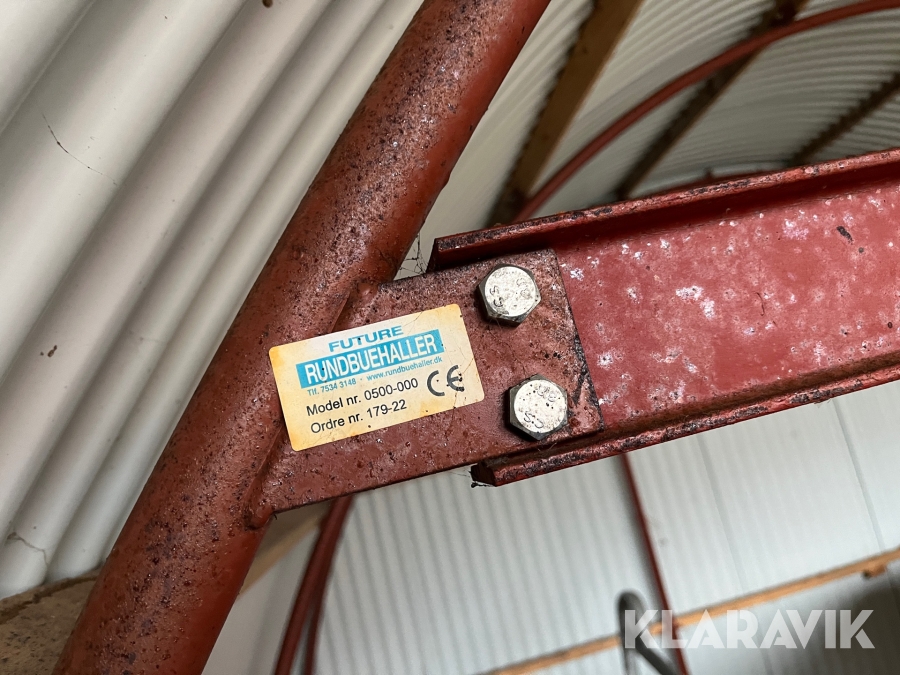 FUTURE
RUNDBUEHALLER
Tlf. 7534 3148 - www.rundbuehaller.dk
Model nr. 0500-000 CE
Ordre nr. 179-22
KLARAVIK